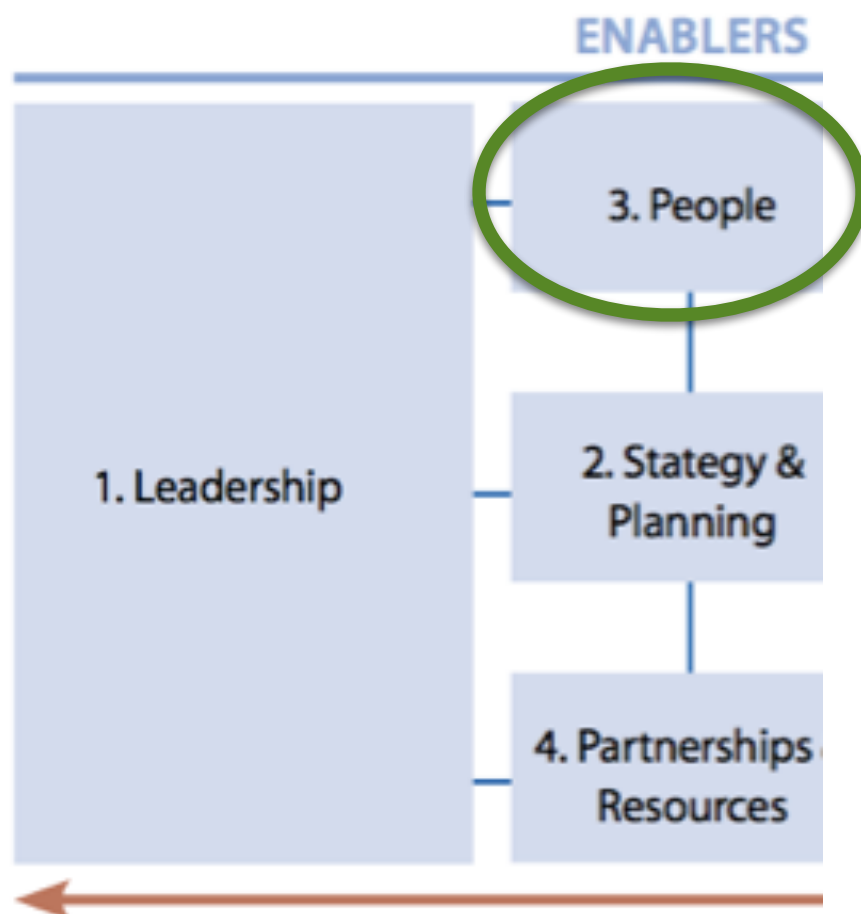 ENABLERS
3. People
1. Leadership
2. Stategy &
Planning
4. Partnerships
Resources